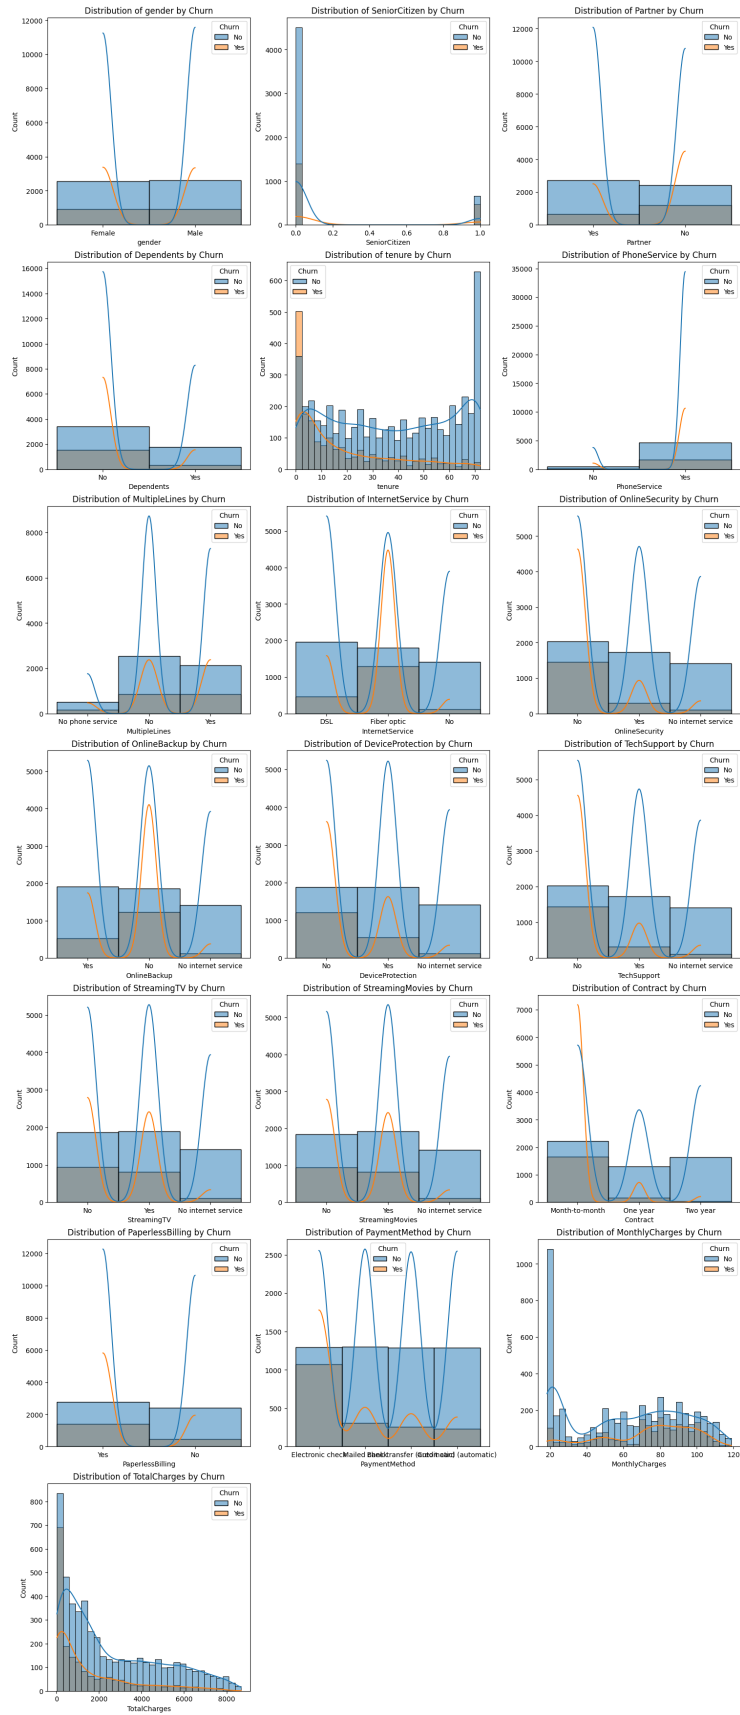 Distribution of gender by Churn
Churn
No
Yes
Count
12000
10000
8000
6000
4000
2000
0
Female Male
gender
Distribution of SeniorCitizen by Churn
Churn
No
Yes
Count
4000
3000
2000
1000
0
0.0 0.2 0.4 0.6 0.8 1.0
SeniorCitizen
Distribution of Partner by Churn
Churn
No
Yes
Count
12000
10000
8000
6000
4000
2000
0
Yes No
Partner
Distribution of Dependents by Churn
Churn
No
Yes
Count
16000
14000
12000
10000
8000
6000
4000
2000
0
No Yes
Dependents
Distribution of tenure by Churn
Churn
No
Yes
Count
600
500
400
300
200
100
0
0 10 20 30 40 50 60 70
tenure
Distribution of PhoneService by Churn
Churn
No
Yes
Count
35000
30000
25000
20000
15000
10000
5000
0
No Yes
PhoneService
Distribution of MultipleLines by Churn
Churn
No
Yes
Count
8000
6000
4000
2000
0
No phone service No Yes
MultipleLines
Distribution of InternetService by Churn
Churn
No
Yes
Count
5000
4000
3000
2000
1000
0
DSL Fiber optic No
InternetService
Distribution of OnlineSecurity by Churn
Churn
No
Yes
Count
5000
4000
3000
2000
1000
0
No Yes No internet service
OnlineSecurity
Distribution of OnlineBackup by Churn
Churn
No
Yes
Count
5000
4000
3000
2000
1000
0
Yes No No internet service
OnlineBackup
Distribution of DeviceProtection by Churn
Churn
No
Yes
Count
5000
4000
3000
2000
1000
0
No Yes No internet service
DeviceProtection
Distribution of TechSupport by Churn
Churn
No
Yes
Count
5000
4000
3000
2000
1000
0
No Yes No internet service
TechSupport
Distribution of StreamingTV by Churn
Churn
No
Yes
Count
5000
4000
3000
2000
1000
0
No Yes No internet service
StreamingTV
Distribution of StreamingMovies by Churn
Churn
No
Yes
Count
5000
4000
3000
2000
1000
0
No Yes No internet service
StreamingMovies
Distribution of Contract by Churn
Churn
No
Yes
Count
7000
6000
5000
4000
3000
2000
1000
0
Month-to-month One year Two year
Contract
Distribution of PaperlessBilling by Churn
Churn
No
Yes
Count
12000
10000
8000
6000
4000
2000
0
Yes No
PaperlessBilling
Distribution of PaymentMethod by Churn
Churn
No
Yes
Count
2500
2000
1500
1000
500
0
Electronic check Mailed check (automatic)
PaymentMethod
Distribution of MonthlyCharges by Churn
Churn
No
Yes
Count
1000
800
600
400
200
0
20 40 60 80 100 120
MonthlyCharges
Distribution of TotalCharges by Churn
Churn
No
Yes
Count
800
700
600
500
400
300
200
100
0
0 2000 4000 6000 8000
TotalCharges